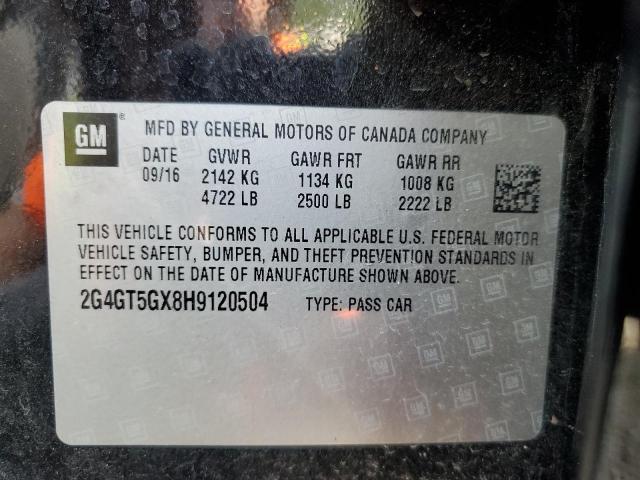 GM ® MFD BY GENERAL MOTORS OF CANADA COMPANY
DATE GVWR GAWR FRT GAWR RR
09/16 2142 KG 1134 KG 1008 KG
4722 LB 2500 LB 2222 LB
THIS VEHICLE CONFORMS TO ALL APPLICABLE U.S. FEDERAL MOTOR
VEHICLE SAFETY, BUMPER, AND THEFT PREVENTION STANDARDS IN
EFFECT ON THE DATE OF MANUFACTURE SHOWN ABOVE.
2G4GT5GX8H9120504 TYPE: PASS CAR